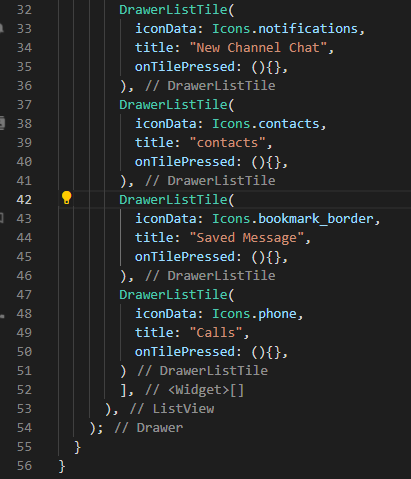 32 DrawerListTile(
33 iconData: Icons.notifications,
34 title: "New Channel Chat",
35 onTilePressed: (){},
36 ), // DrawerListTile
37 DrawerListTile(
38 iconData: Icons.contacts,
39 title: "contacts",
40 onTilePressed: (){},
41 ), // DrawerListTile
42 DrawerListTile(
43 iconData: Icons.bookmark_border,
44 title: "Saved Message",
45 onTilePressed: (){},
46 ), // DrawerListTile
47 DrawerListTile(
48 iconData: Icons.phone,
49 title: "Calls",
50 onTilePressed: (){},
51 ) // DrawerListTile
52 ], // <Widget>[]
53 ), // ListView
54 ); // Drawer
55 }
56 }